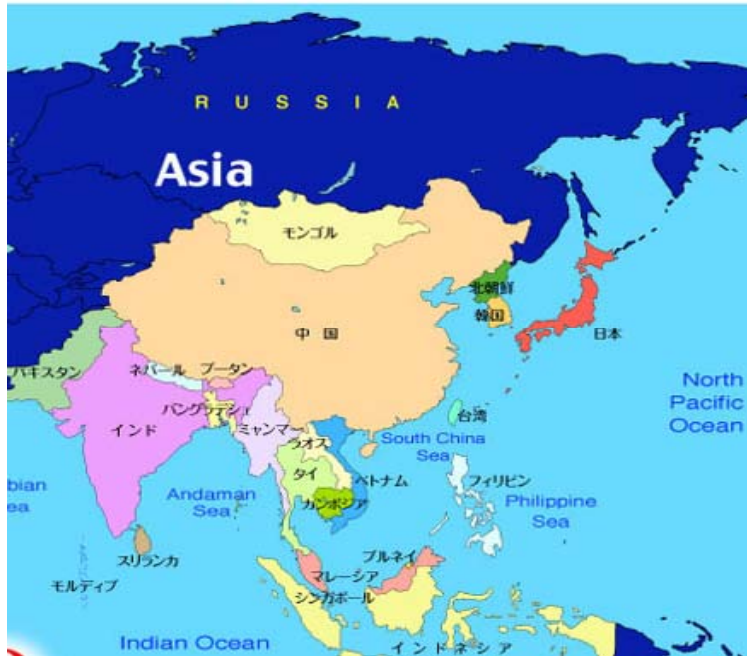 R U S S I A
Asia
モンゴル
北朝鮮
韓国
中 国
日本
パキスタン
ネパール
ブータン
North
Pacific
Ocean
バングラデシュ
インド
ミャンマー
ラオス
台湾
South China
Sea
タイ
ベトナム
フィリピン
bian
ea
Andaman
Sea
カンボジア
Philippine
Sea
スリランカ
ブルネイ
モルディブ
マレーシア
シンガポール
Indian Ocean
インドネシア